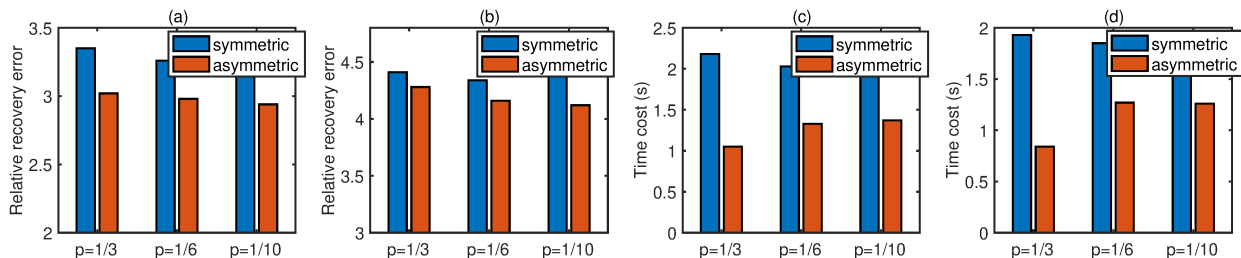 (a)
Relative recovery error
3.5
3
2.5
2
symmetric
asymmetric
p=1/3 p=1/6 p=1/10
(b)
Relative recovery error
4.5
4
4.5
3
symmetric
asymmetric
p=1/3 p=1/6 p=1/10
(c)
Time cost (s)
2.5
2
1.5
1
0.5
0
symmetric
asymmetric
p=1/3 p=1/6 p=1/10
(d)
Time cost (s)
2
1.5
1
0.5
0
symmetric
asymmetric
p=1/3 p=1/6 p=1/10